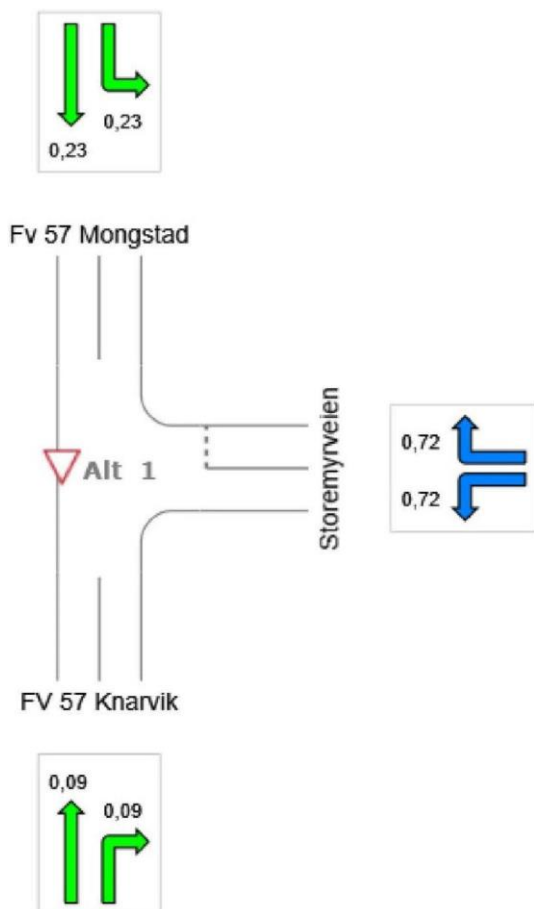 0,23
0,23
Fv 57 Mongstad
Alt 1
Storemyrveien
0,72
0,72
FV 57 Knarvik
0,09
0,09